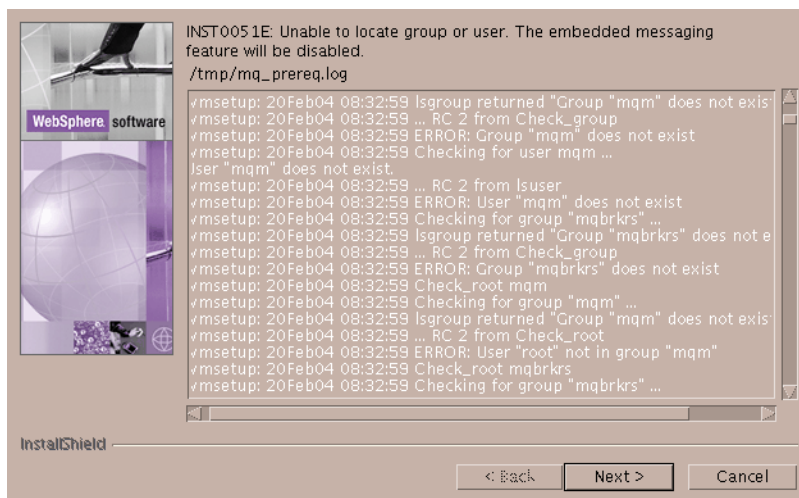 INST0051E: Unable to locate group or user. The embedded messaging
feature will be disabled.
/tmp/mq_prereq.log
WebSphere software
vmsetup: 20Feb04 08:32:59 lsgroup returned "Group "mqm" does not exis
vmsetup: 20Feb04 08:32:59 ... RC 2 from Check_group
vmsetup: 20Feb04 08:32:59 ERROR: Group "mqm" does not exist
vmsetup: 20Feb04 08:32:59 Checking for user mqm ...
User "mqm" does not exist.
vmsetup: 20Feb04 08:32:59 ... RC 2 from lsuser
vmsetup: 20Feb04 08:32:59 ERROR: User "mqm" does not exist
vmsetup: 20Feb04 08:32:59 Checking for group "mqbrkrs" ...
vmsetup: 20Feb04 08:32:59 lsgroup returned "Group "mqbrkrs" does not e
vmsetup: 20Feb04 08:32:59 ... RC 2 from Check_group
vmsetup: 20Feb04 08:32:59 ERROR: Group "mqbrkrs" does not exist
vmsetup: 20Feb04 08:32:59 Check_root mqm
vmsetup: 20Feb04 08:32:59 Checking for group "mqm" ...
vmsetup: 20Feb04 08:32:59 lsgroup returned "Group "mqm" does not exis
vmsetup: 20Feb04 08:32:59 ... RC 2 from Check_root
vmsetup: 20Feb04 08:32:59 ERROR: User "root" not in group "mqm"
vmsetup: 20Feb04 08:32:59 Check_root mqbrkrs
vmsetup: 20Feb04 08:32:59 Checking for group "mqbrkrs" ...
InstallShield
< Back
Next >
Cancel